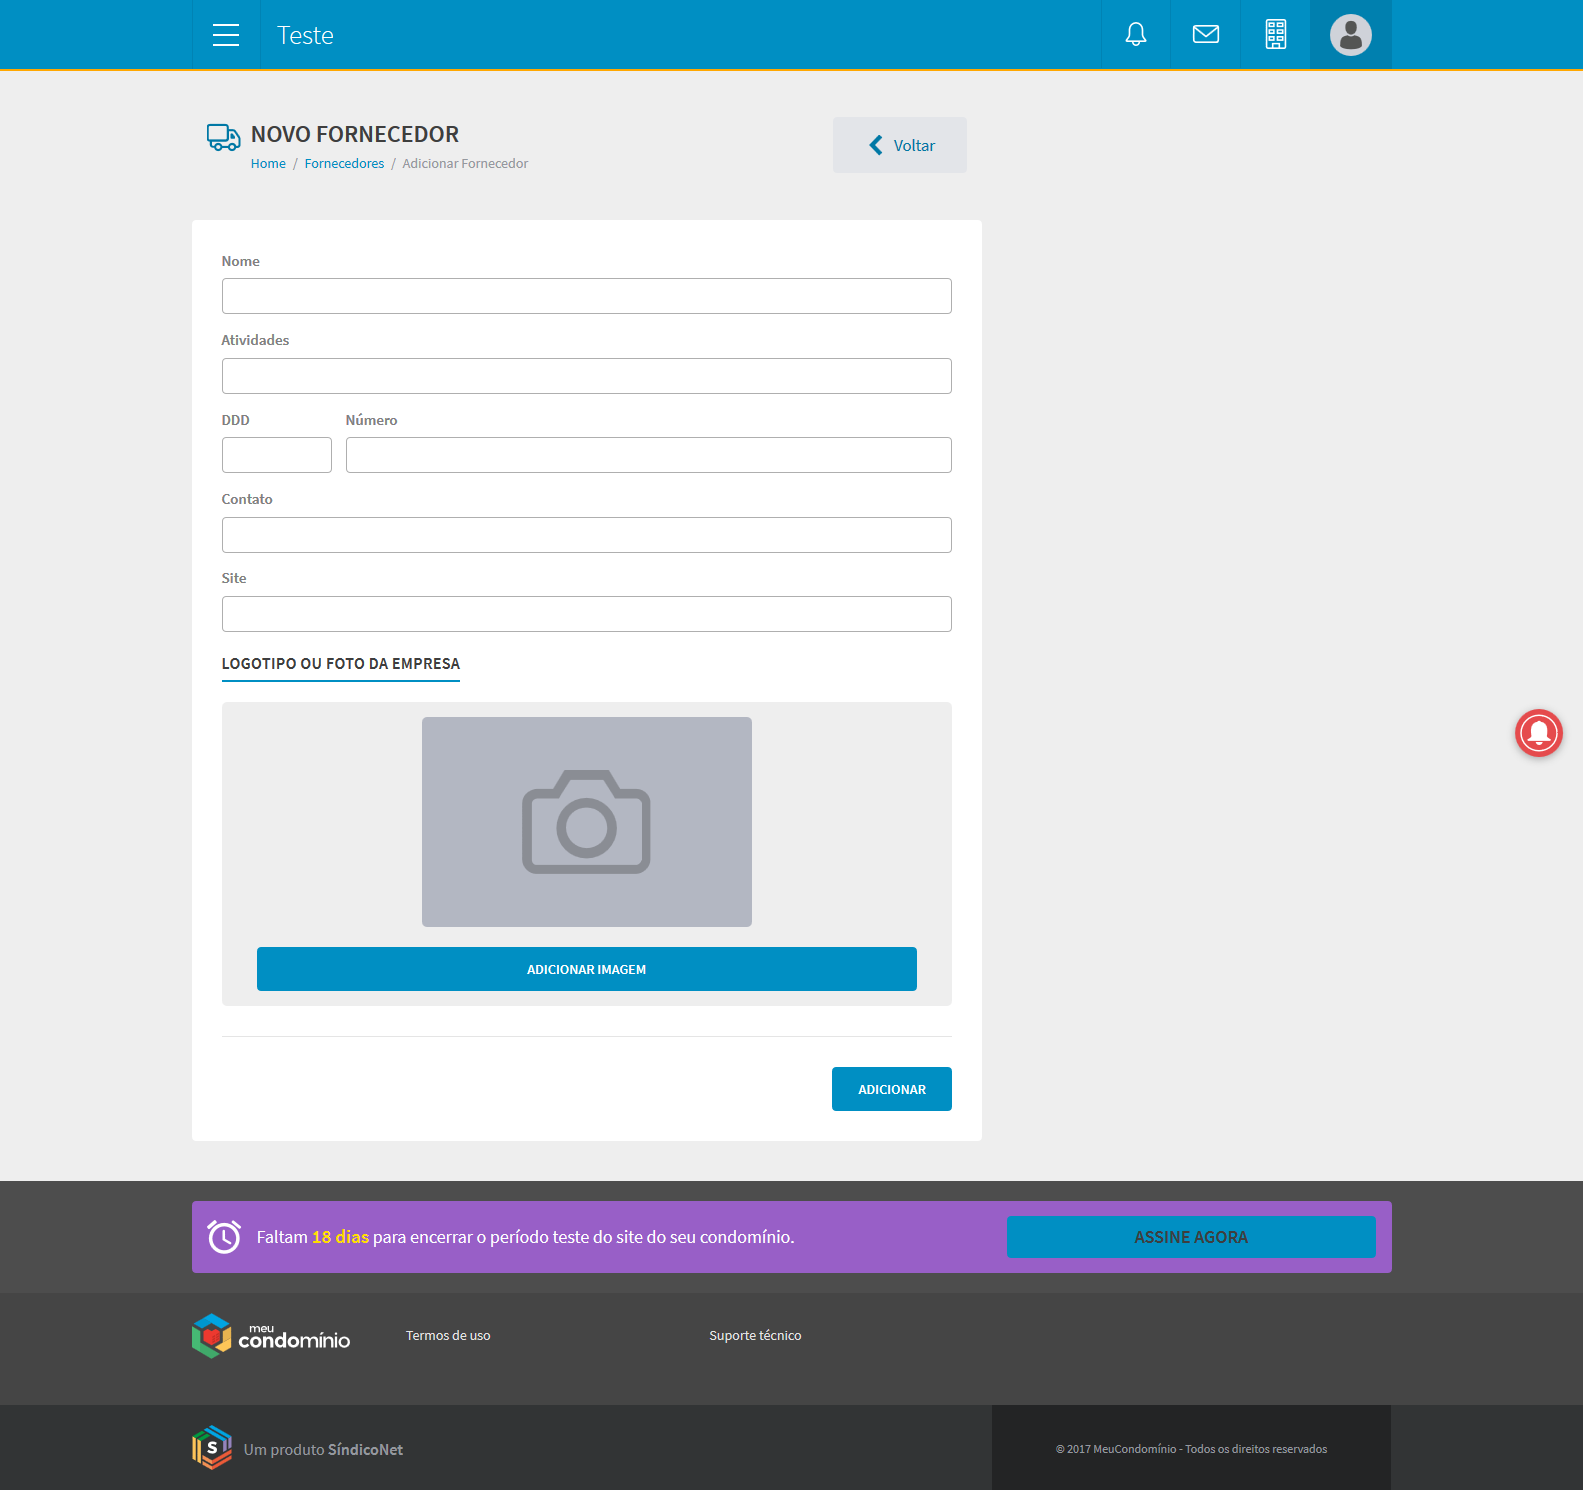 Teste
NOVO FORNECEDOR
Home / Fornecedores / Adicionar Fornecedor
Voltar
Nome
Atividades
DDD Número
Contato
Site
LOGOTIPO OU FOTO DA EMPRESA
ADICIONAR IMAGEM
ADICIONAR
Faltam 18 dias para encerrar o período teste do site do seu condomínio.
ASSINE AGORA
meu
condomínio
Termos de uso
Suporte técnico
S
Um produto SíndicoNet
© 2017 MeuCondomínio - Todos os direitos reservados